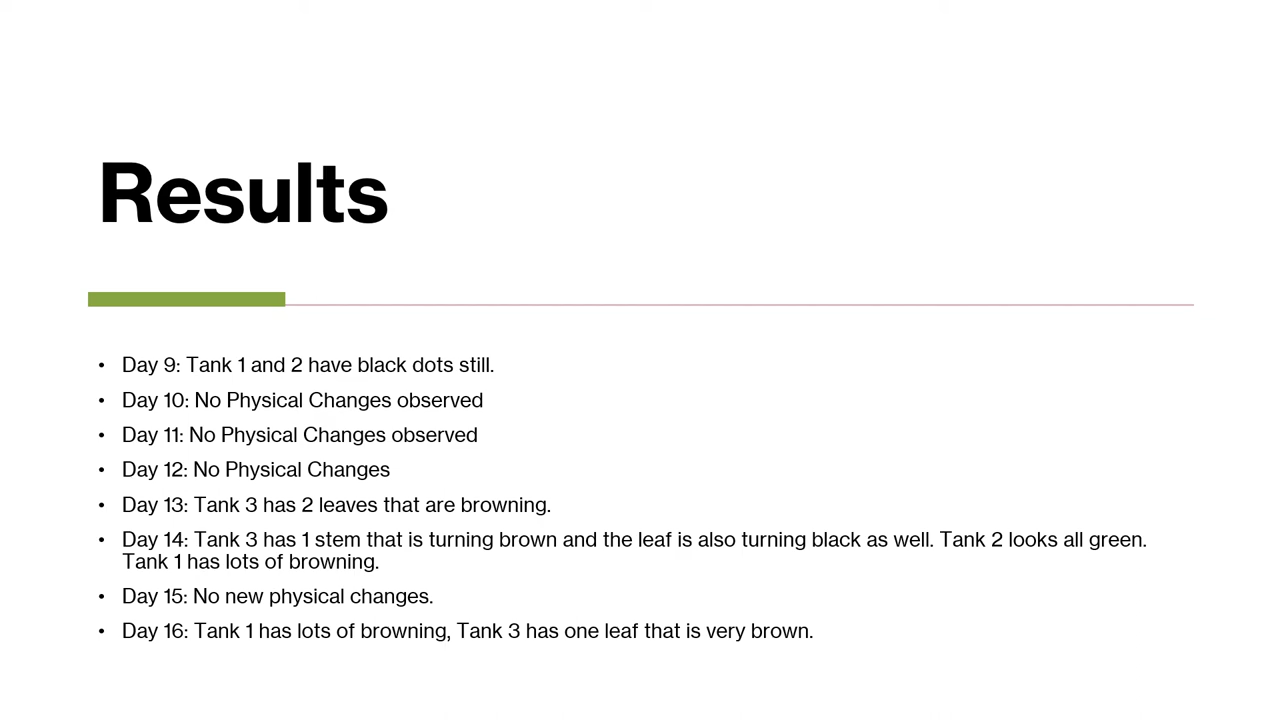 Results
• Day 9: Tank 1 and 2 have black dots still.
• Day 10: No Physical Changes observed
• Day 11: No Physical Changes observed
• Day 12: No Physical Changes
• Day 13: Tank 3 has 2 leaves that are browning.
• Day 14: Tank 3 has 1 stem that is turning brown and the leaf is also turning black as well. Tank 2 looks all green.
Tank 1 has lots of browning.
• Day 15: No new physical changes.
• Day 16: Tank 1 has lots of browning, Tank 3 has one leaf that is very brown.